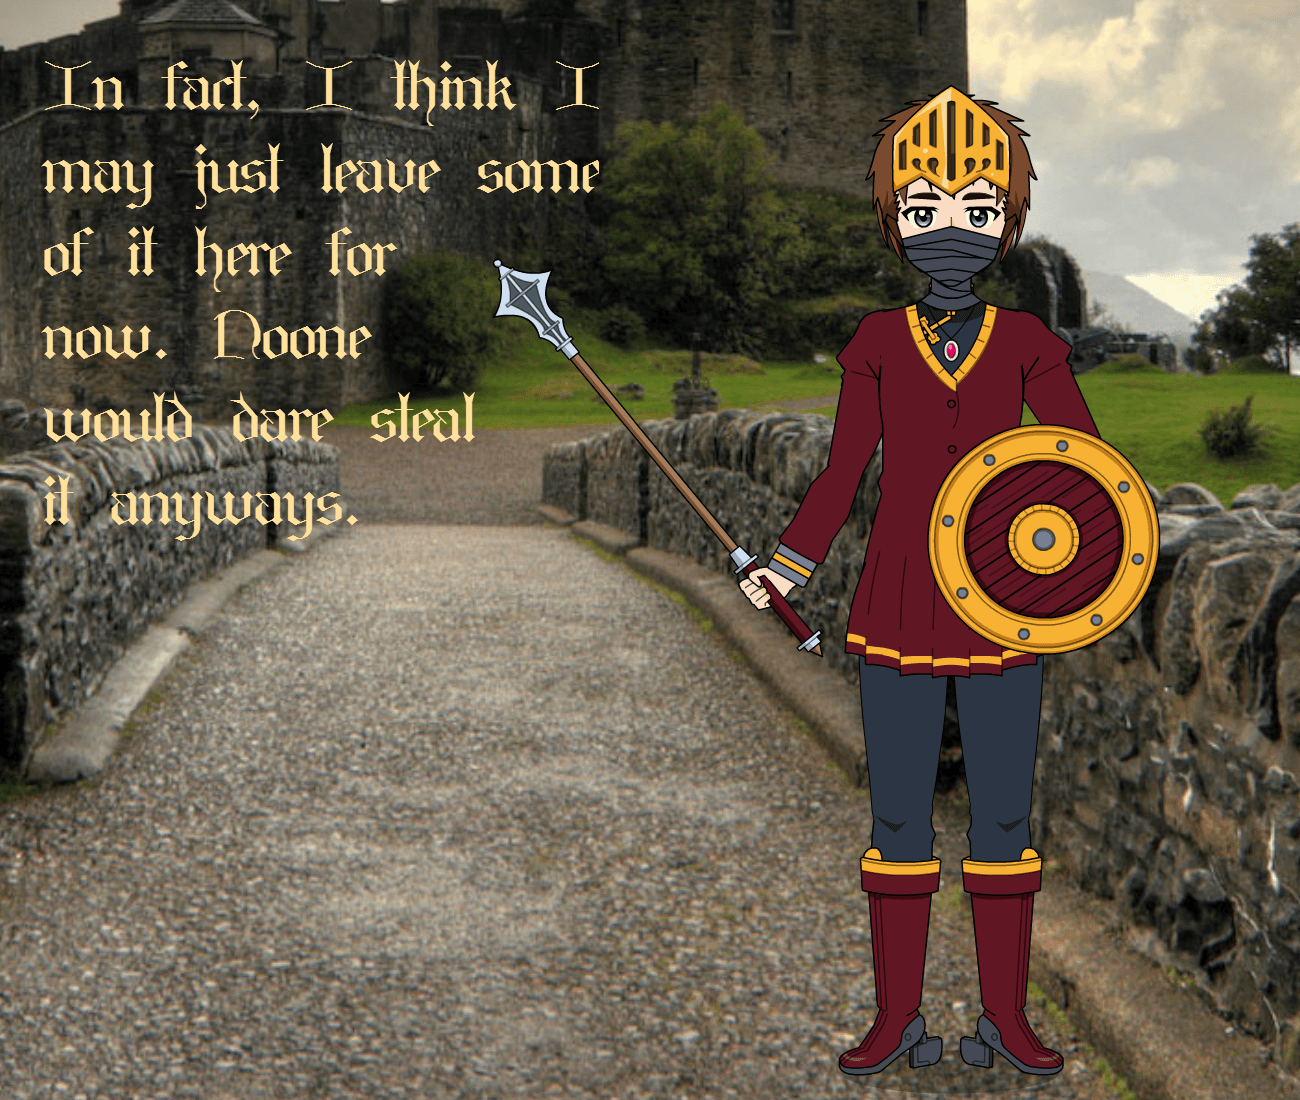 In fact, I think I
may just leave some
of it here for
now. Noone
would dare steal
it anyways.